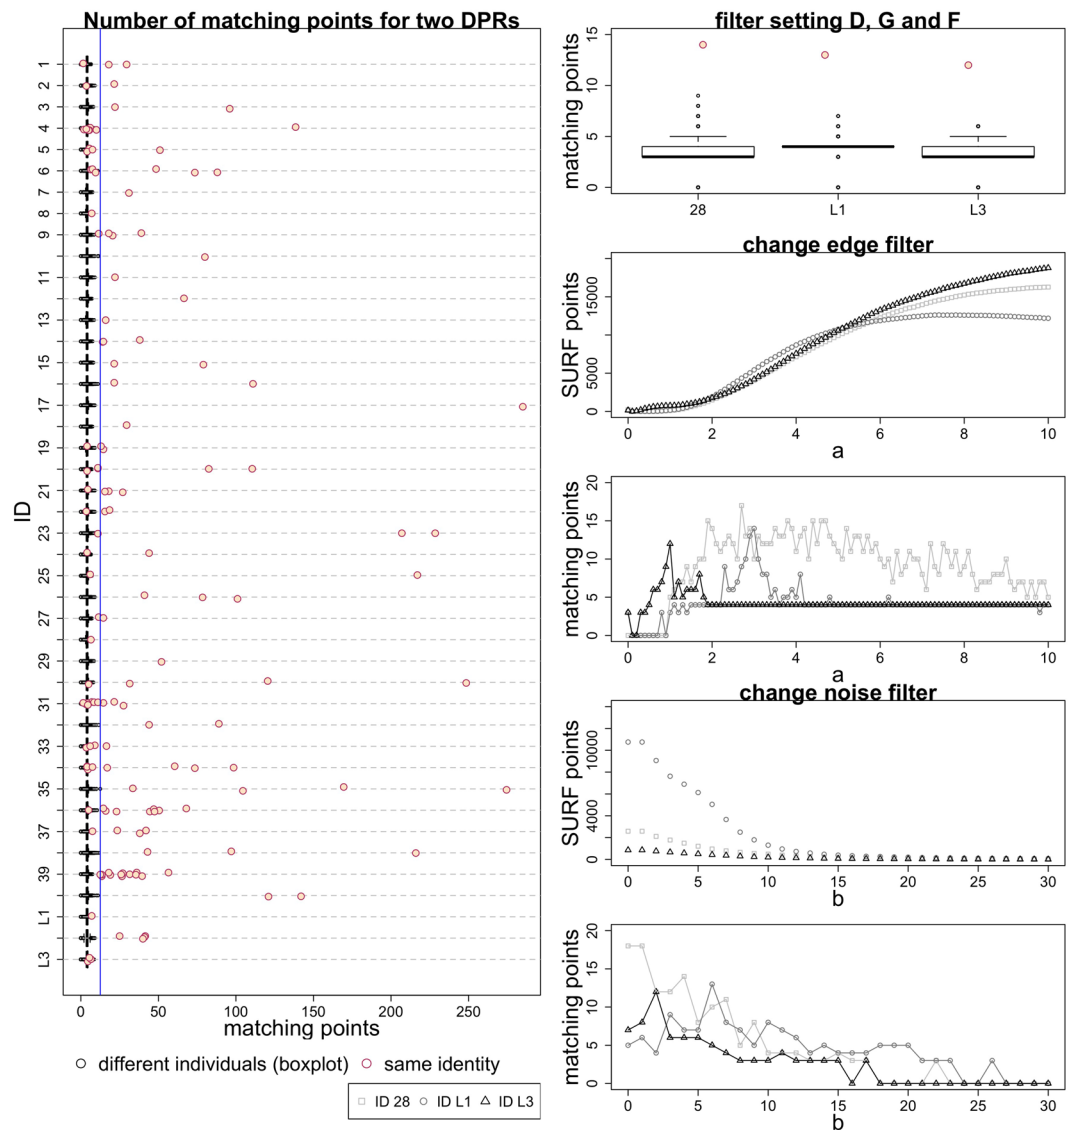 Number of matching points for two DPRs
ID
1
2
3
4
5
6
7
8
9
11
13
15
17
19
21
23
25
27
29
31
33
35
37
39
L1
L3
0 50 100 150 200 250
matching points
different individuals (boxplot) same identity
ID 28 ID L1 ID L3
filter setting D, G and F
matching points
0 5 10 15
28 L1 L3
change edge filter
SURF points
0 5000 15000
0 2 4 6 8 10
a
matching points
0 5 10 15 20
0 2 4 6 8 10
a
change noise filter
SURF points
0 4000 10000
0 5 10 15 20 25 30
b
matching points
0 5 10 15 20
0 5 10 15 20 25 30
b